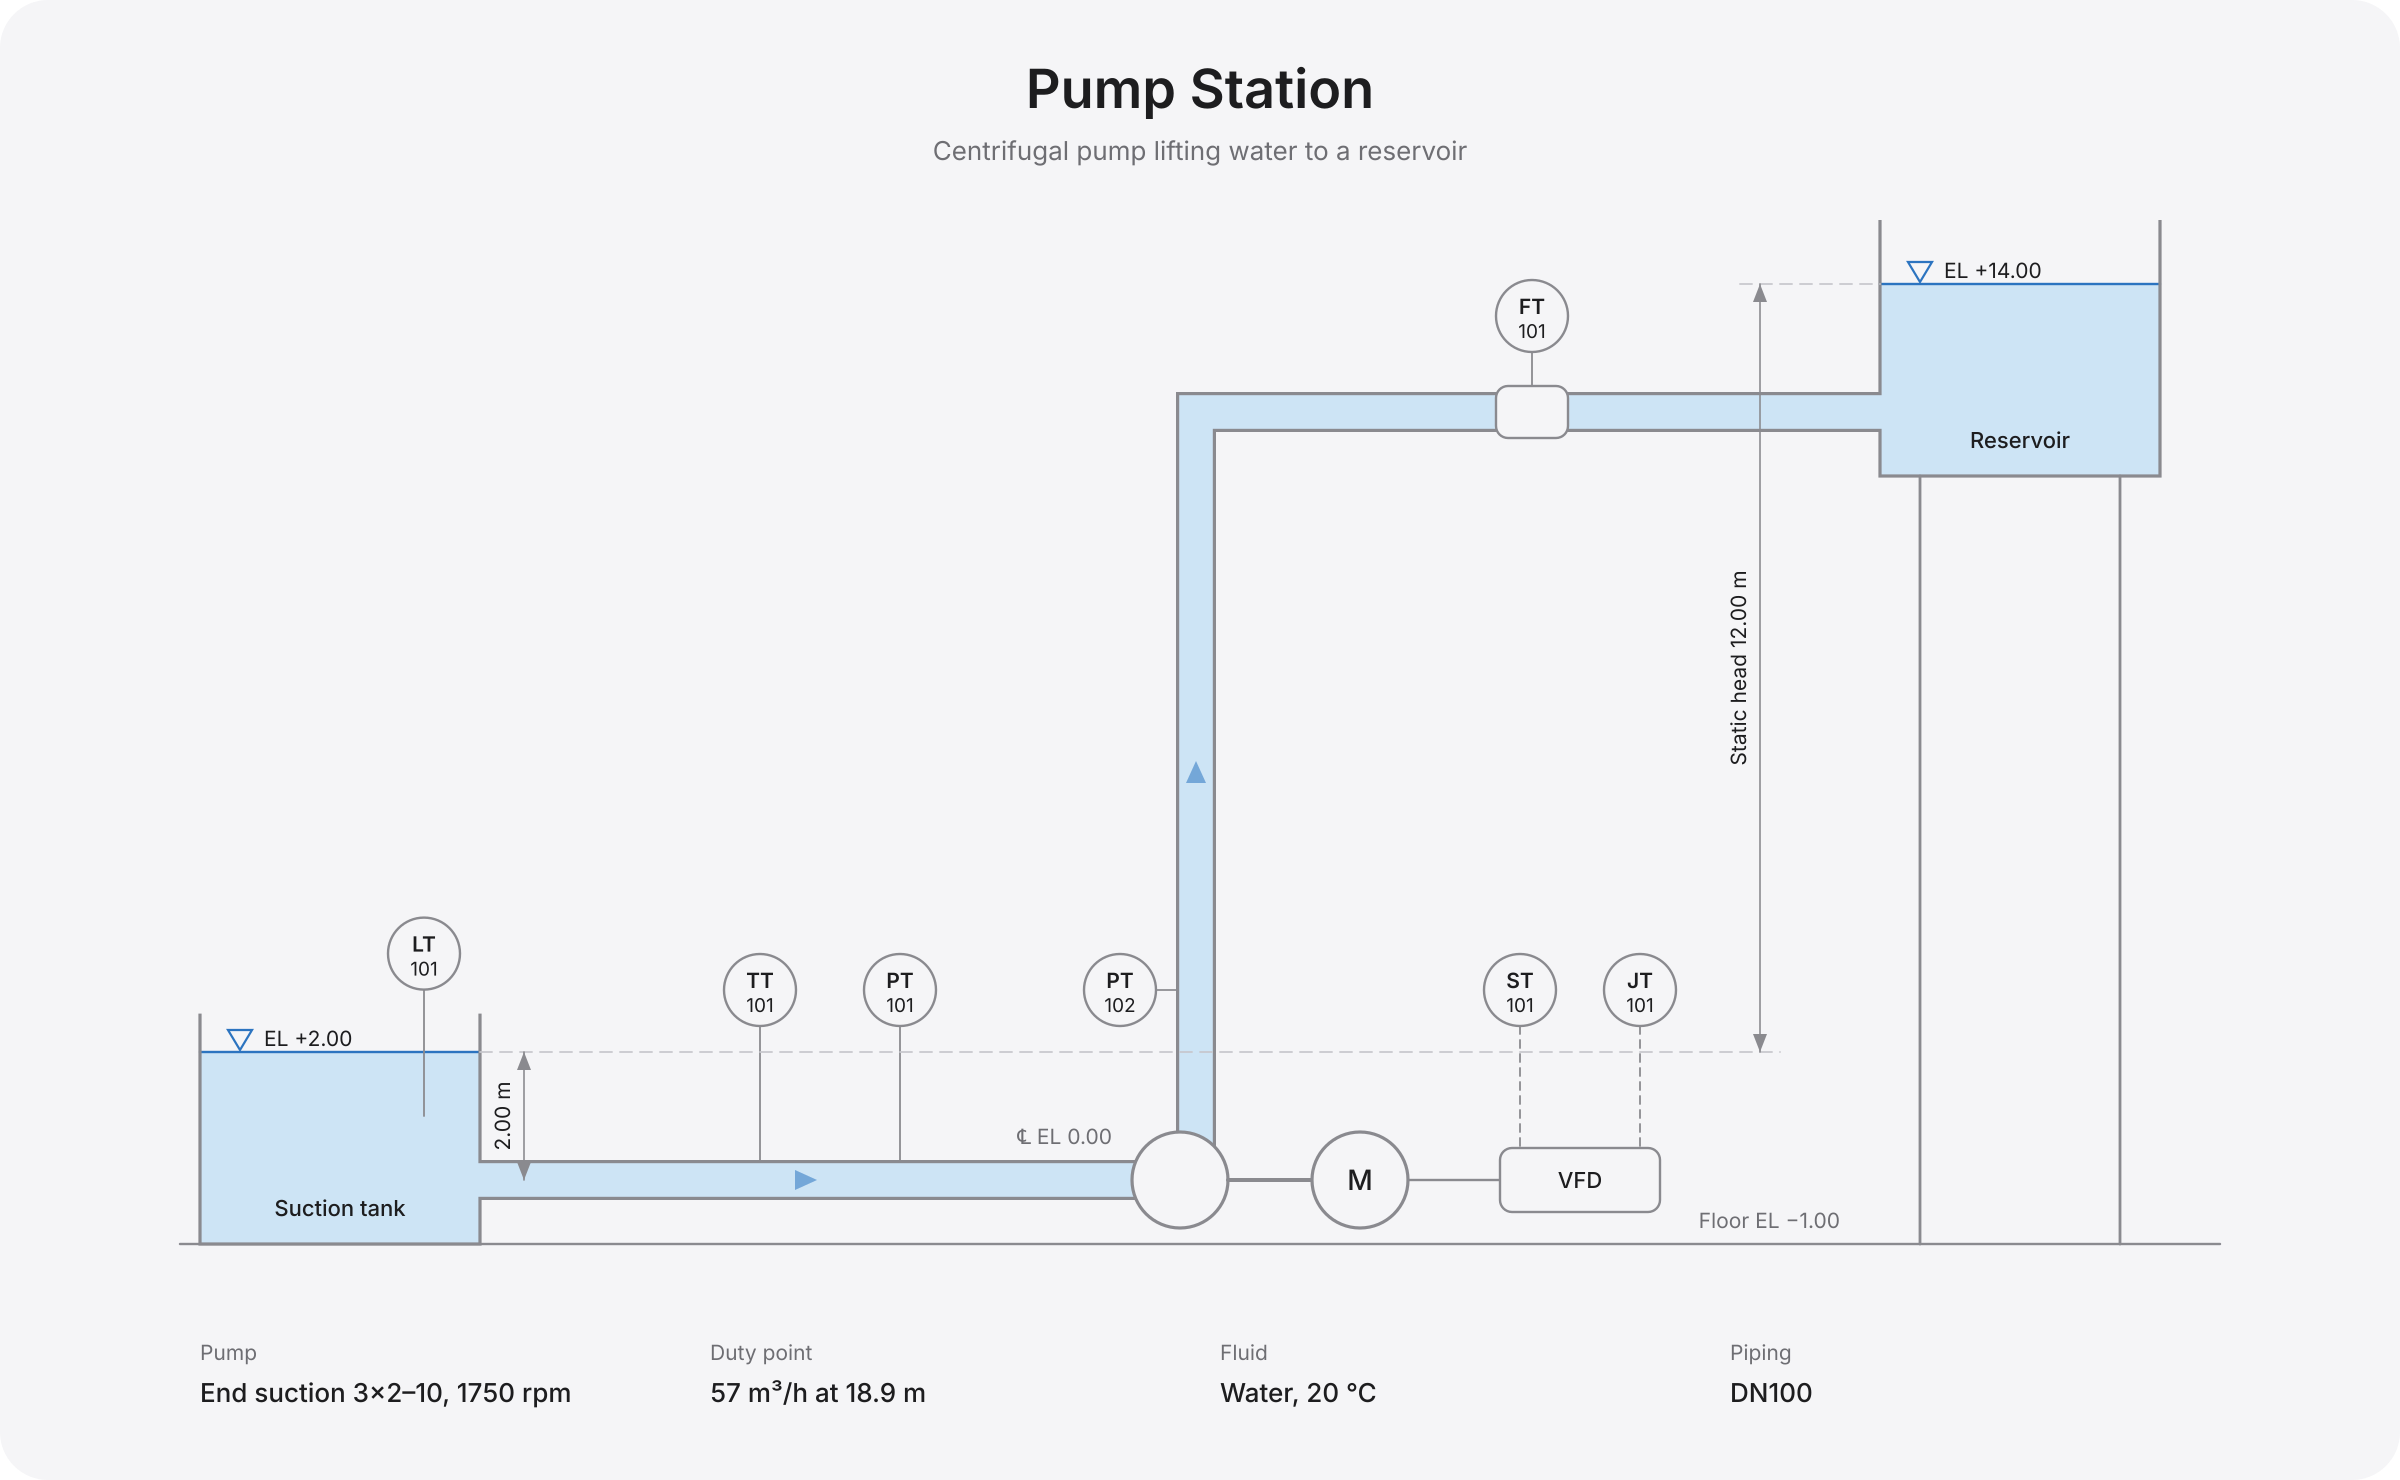 Pump Station
Centrifugal pump lifting water to a reservoir
EL +14.00
FT
101
Reservoir
Static head 12.00 m
LT
101
TT
101
PT
101
PT
102
ST
101
JT
101
EL +2.00
2.00 m
℄ EL 0.00
M
VFD
Suction tank
Floor EL −1.00
Pump
End suction 3×2–10, 1750 rpm
Duty point
57 m³/h at 18.9 m
Fluid
Water, 20 °C
Piping
DN100